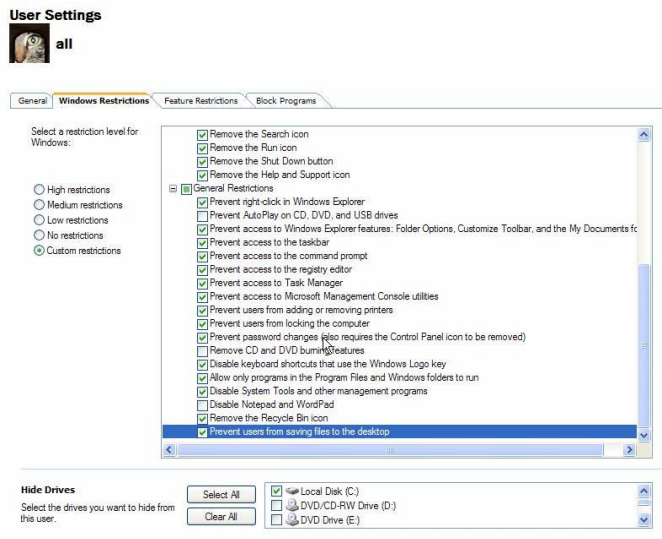 User Settings
all
General
Windows Restrictions
Feature Restrictions
Block Programs
Select a restriction level for
Windows:
High restrictions
Medium restrictions
Low restrictions
No restrictions
Custom restrictions
Remove the Search icon
Remove the Run icon
Remove the Shut Down button
Remove the Help and Support icon
General Restrictions
Prevent right-click in Windows Explorer
Prevent AutoPlay on CD, DVD, and USB drives
Prevent access to Windows Explorer features: Folder Options, Customize Toolbar, and the My Documents fo
Prevent access to the taskbar
Prevent access to the command prompt
Prevent access to the registry editor
Prevent access to Task Manager
Prevent access to Microsoft Management Console utilities
Prevent users from adding or removing printers
Prevent users from locking the computer
Prevent password changes (also requires the Control Panel icon to be removed)
Remove CD and DVD burning features
Disable keyboard shortcuts that use the Windows Logo key
Allow only programs in the Program Files and Windows folders to run
Disable System Tools and other management programs
Disable Notepad and WordPad
Remove the Recycle Bin icon
Prevent users from saving files to the desktop
Hide Drives
Select the drives you want to hide from
this user.
Select All
Clear All
Local Disk (C:)
DVD/CD-RW Drive (D:)
DVD Drive (E:)